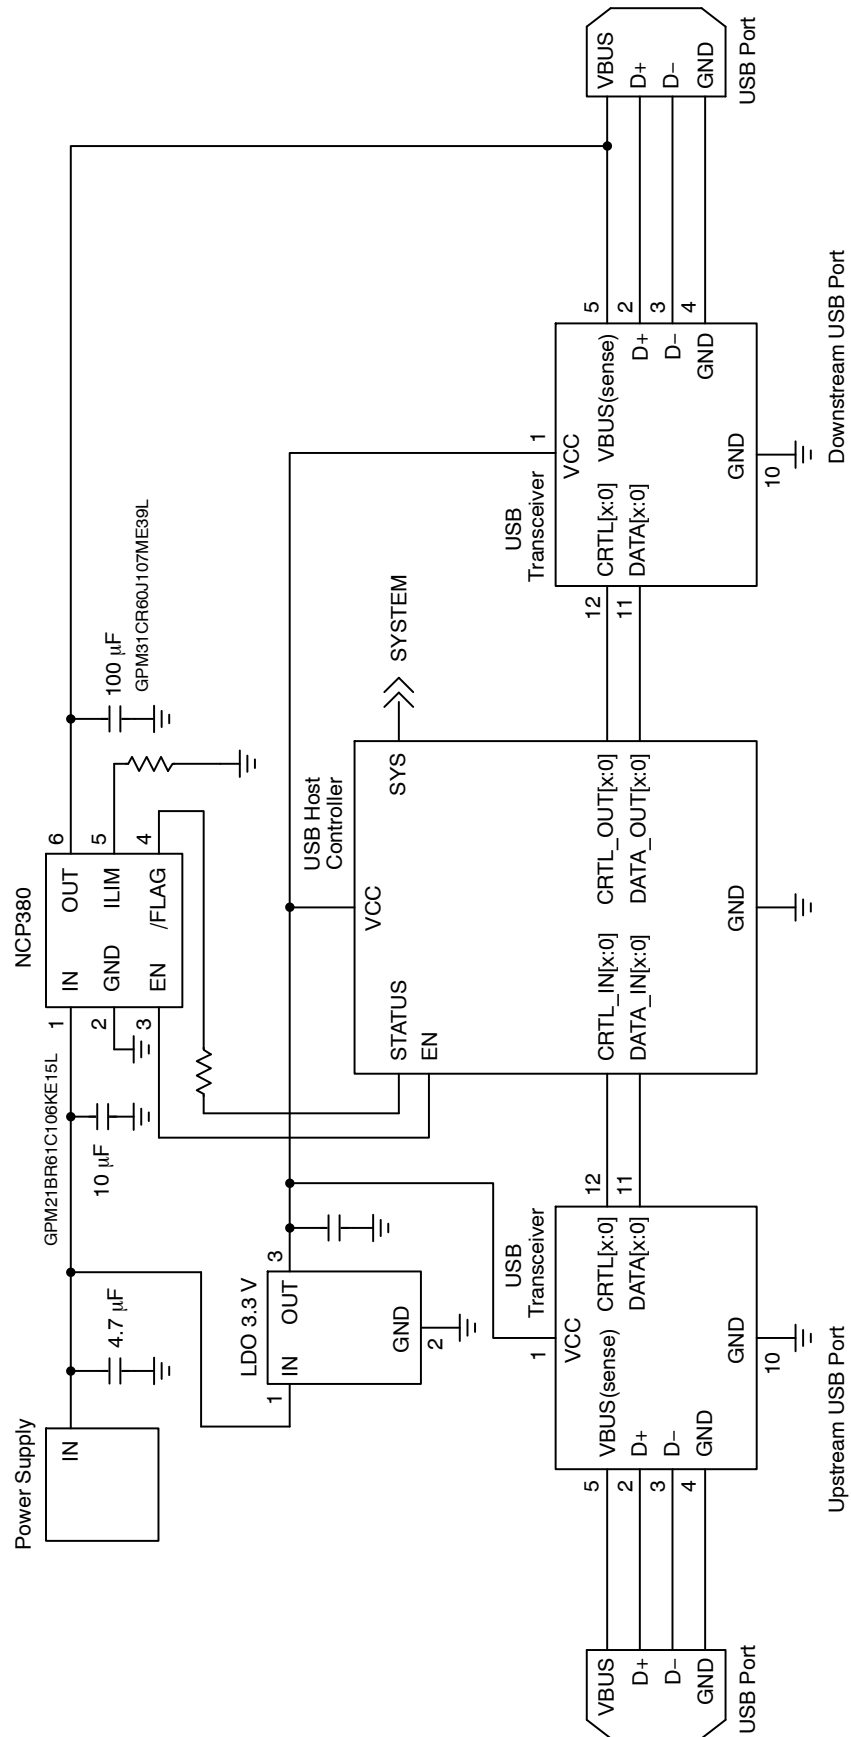 Power Supply
IN
4.7 μF
GPM21BR61C106KE15L
10 μF
NCP380
1
IN
OUT
6
2
GND
ILIM
5
3
EN
/FLAG
4
100 μF
GPM31CR60J107ME39L
LDO 3.3 V
1
IN
OUT
3
GND
2
USB Host
Controller
VCC
STATUS
EN
SYS
SYSTEM
CRTL_IN[x:0]
DATA_IN[x:0]
CRTL_OUT[x:0]
DATA_OUT[x:0]
GND
USB
Transceiver
1
VCC
5
VBUS(sense)
CRTL[x:0]
12
2
D+
DATA[x:0]
11
3
D−
4
GND
GND
10
VBUS
D+
D−
GND
USB Port
Upstream USB Port
USB
Transceiver
1
VCC
12
CRTL[x:0]
VBUS(sense)
5
11
DATA[x:0]
D+
2
D−
3
GND
4
GND
10
VBUS
D+
D−
GND
USB Port
Downstream USB Port